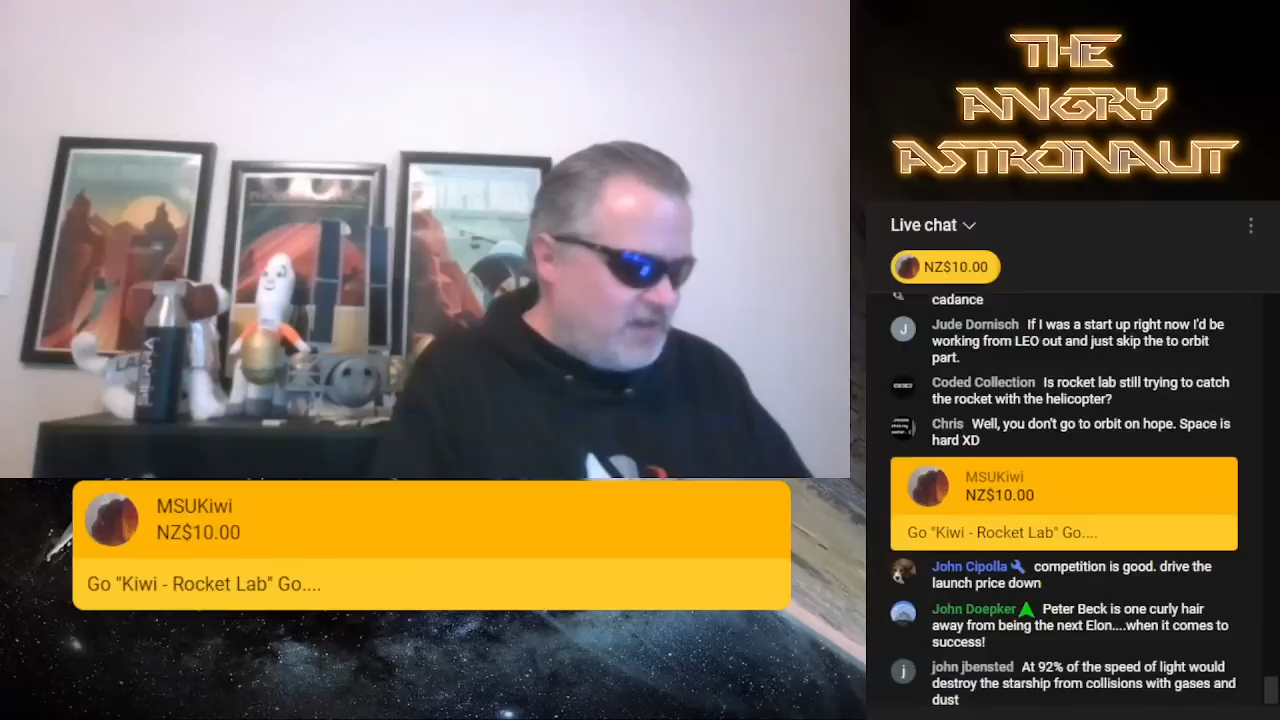 THE
ANGRY
ASTRONAUT
Live chat
NZ$10.00
cadance
Jude Dornisch If I was a start up right now I'd be
working from LEO out and just skip the to orbit
part.
Coded Collection Is rocket lab still trying to catch
the rocket with the helicopter?
Chris Well, you don't go to orbit on hope. Space is
hard XD
MSUKiwi
NZ$10.00
Go "Kiwi - Rocket Lab" Go....
John Cipolla competition is good. drive the
launch price down
John Doepker Peter Beck is one curly hair
away from being the next Elon....when it comes to
success!
john jbensted At 92% of the speed of light would
destroy the starship from collisions with gases and
dust
MSUKiwi
NZ$10.00
Go "Kiwi - Rocket Lab" Go....